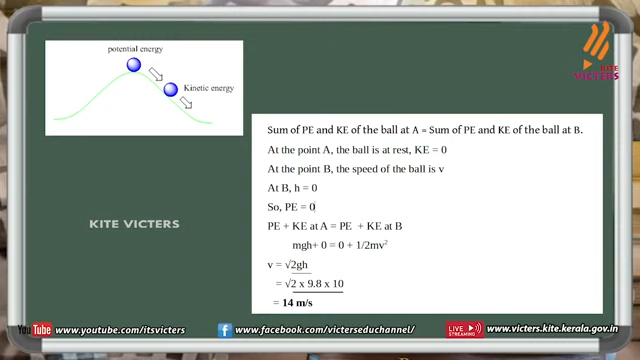 potential energy
Kinetic energy
KITE
VICTERS
Sum of PE and KE of the ball at A = Sum of PE and KE of the ball at B.
At the point A, the ball is at rest, KE = 0
At the point B, the speed of the ball is v
At B, h = 0
So, PE = 0
PE + KE at A = PE + KE at B
mgh+ 0 = 0 + 1/2mv²
v = √2gh
= √2 x 9.8 x 10
= 14 m/s
KITE VICTERS
YouTube www.youtube.com/itsvicters
f www.facebook.com/victerseduchannel/
LIVE STREAMING www.victers.kite.kerala.gov.in